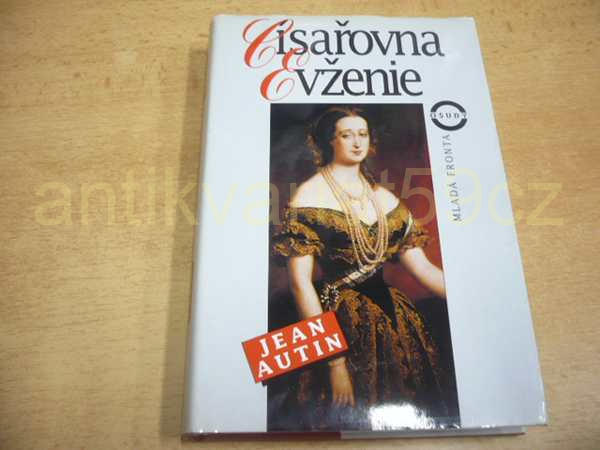 Císařovna
Evženie
OSUDY
MLADÁ FRONTA
antikvariat59cz
JEAN
AUTIN